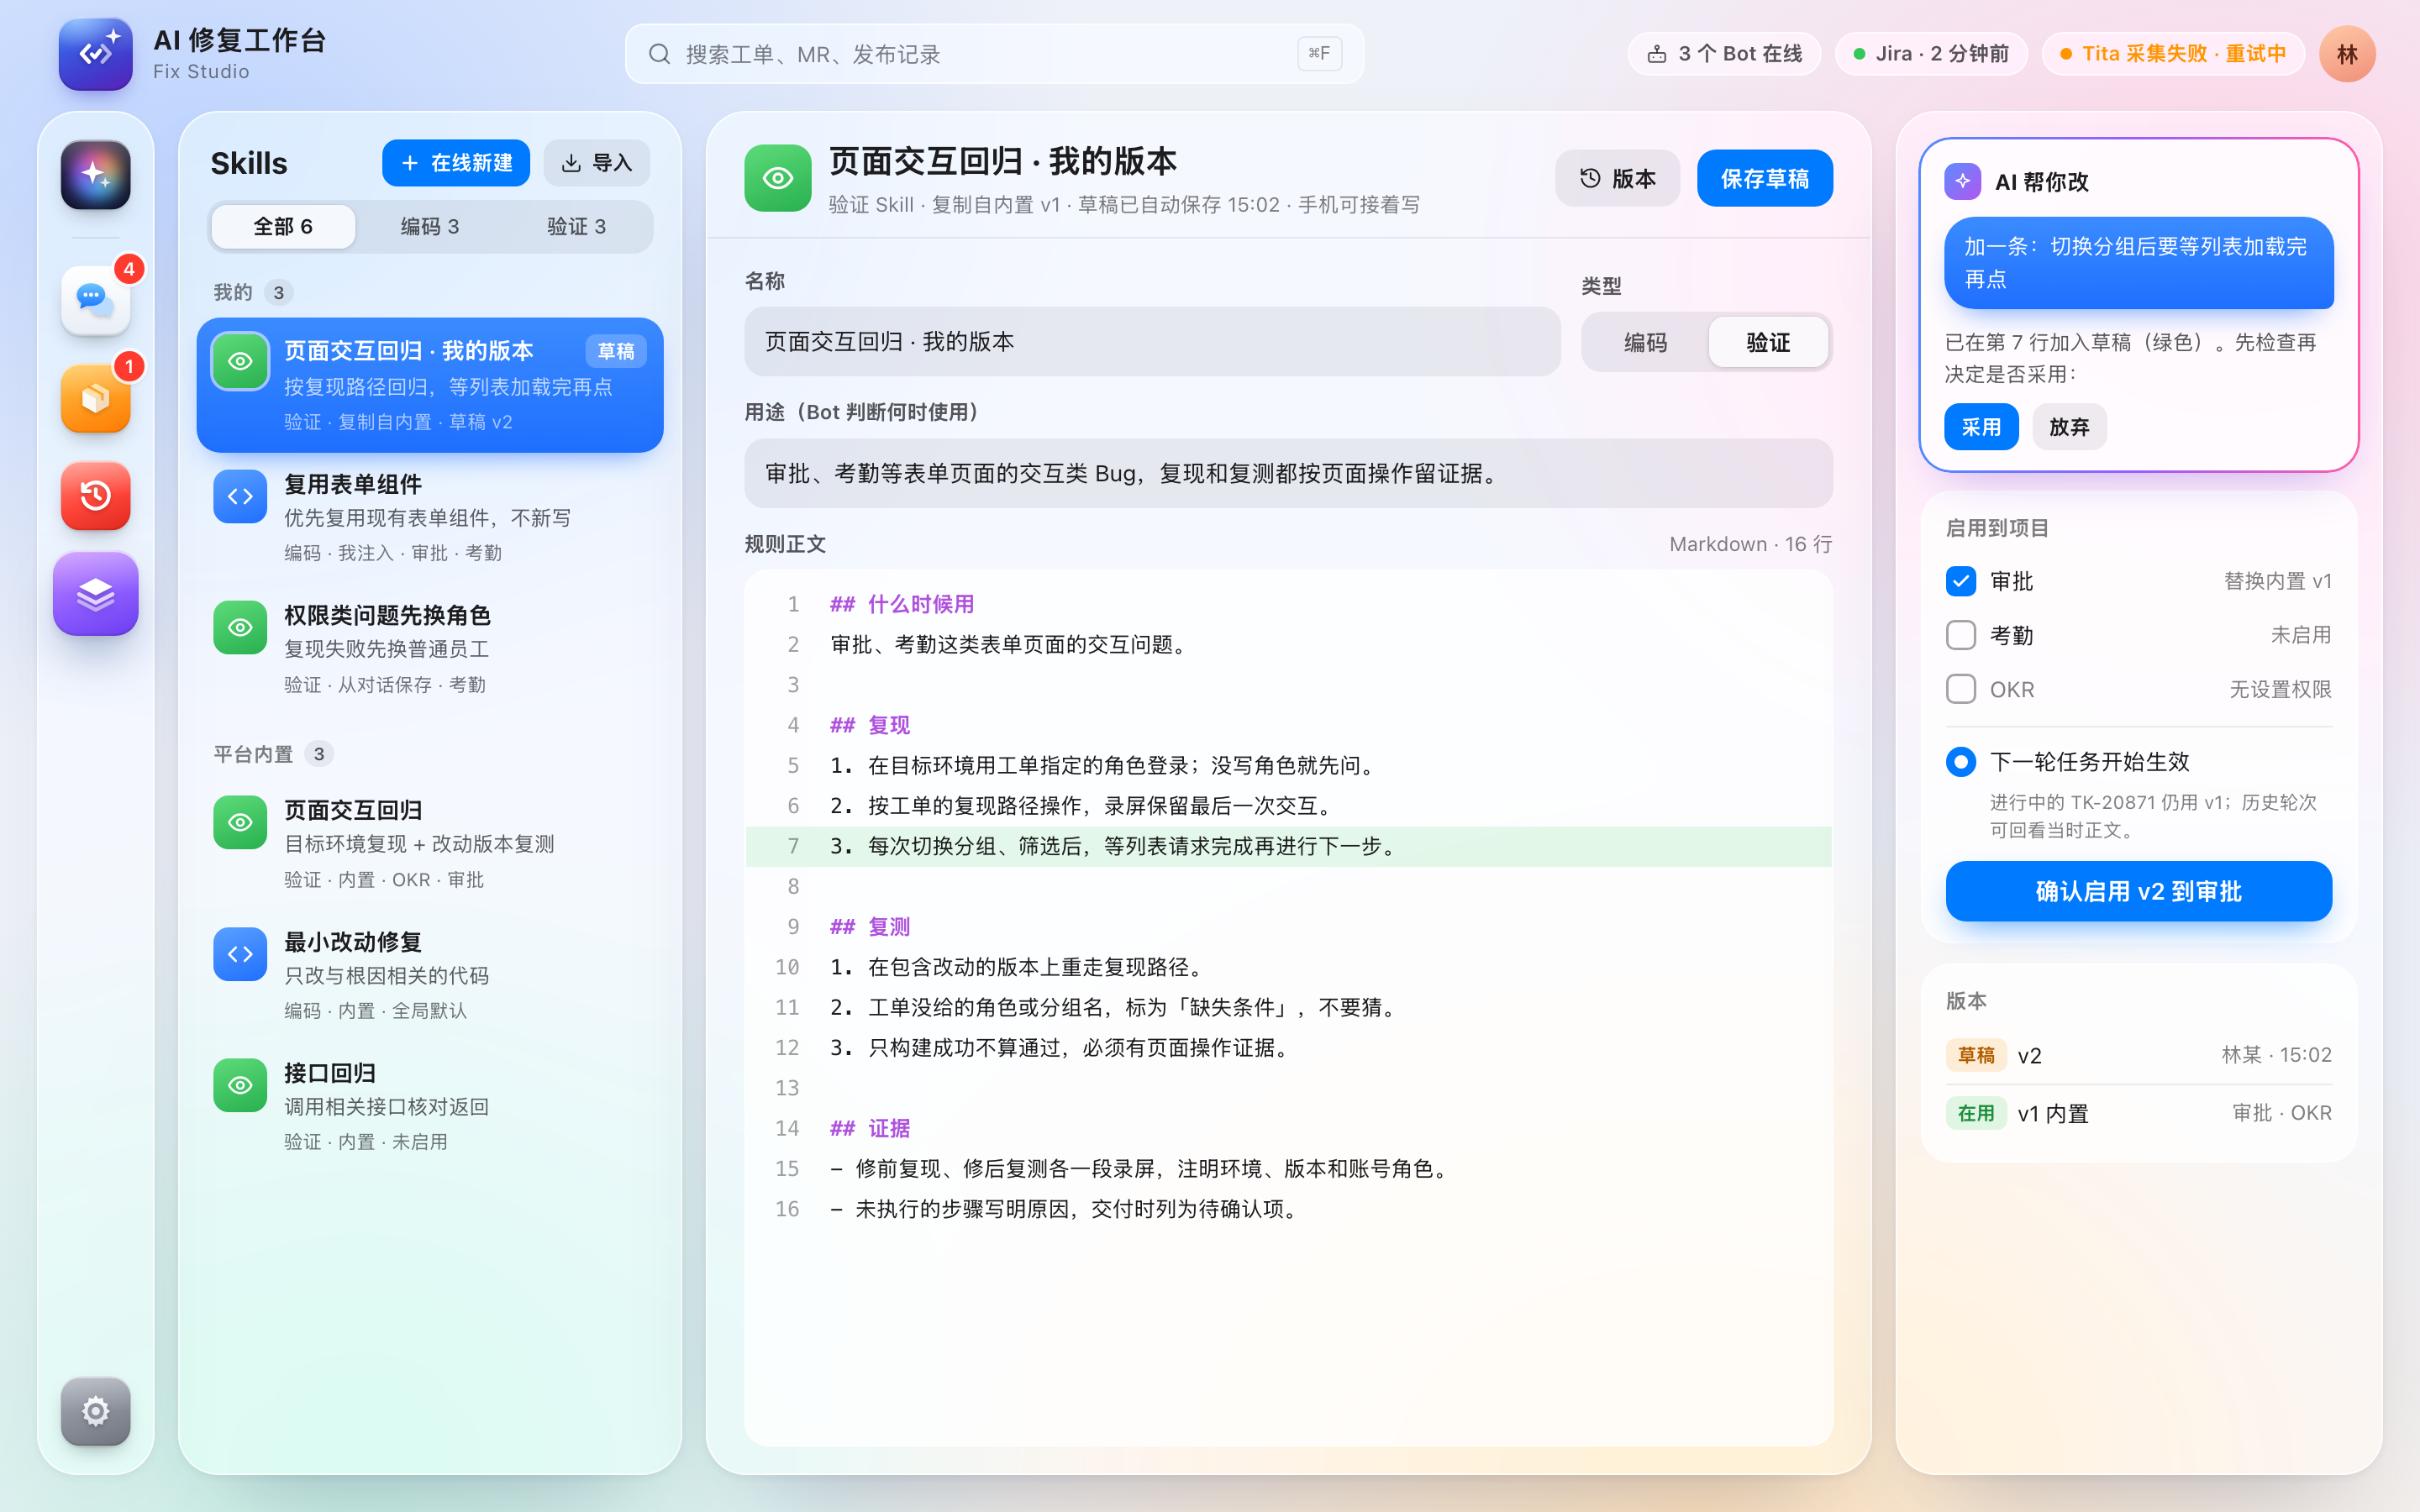 AI 修复工作台
Fix Studio
搜索工单、MR、发布记录
⌘F
3 个 Bot 在线
Jira · 2 分钟前
Tita 采集失败 · 重试中
林
4
1
Skills
在线新建
导入
全部 6
编码 3
验证 3
我的 3
页面交互回归 · 我的版本
草稿
按复现路径回归，等列表加载完再点
验证 · 复制自内置 · 草稿 v2
复用表单组件
优先复用现有表单组件，不新写
编码 · 我注入 · 审批 · 考勤
权限类问题先换角色
复现失败先换普通员工
验证 · 从对话保存 · 考勤
平台内置 3
页面交互回归
目标环境复现 + 改动版本复测
验证 · 内置 · OKR · 审批
最小改动修复
只改与根因相关的代码
编码 · 内置 · 全局默认
接口回归
调用相关接口核对返回
验证 · 内置 · 未启用
页面交互回归 · 我的版本
验证 Skill · 复制自内置 v1 · 草稿已自动保存 15:02 · 手机可接着写
版本
保存草稿
名称
页面交互回归 · 我的版本
类型
编码
验证
用途（Bot 判断何时使用）
审批、考勤等表单页面的交互类 Bug，复现和复测都按页面操作留证据。
规则正文
Markdown · 16 行
1 ## 什么时候用
2 审批、考勤这类表单页面的交互问题。
3
4 ## 复现
5 1. 在目标环境用工单指定的角色登录；没写角色就先问。
6 2. 按工单的复现路径操作，录屏保留最后一次交互。
7 3. 每次切换分组、筛选后，等列表请求完成再进行下一步。
8
9 ## 复测
10 1. 在包含改动的版本上重走复现路径。
11 2. 工单没给的角色或分组名，标为「缺失条件」，不要猜。
12 3. 只构建成功不算通过，必须有页面操作证据。
13
14 ## 证据
15 – 修前复现、修后复测各一段录屏，注明环境、版本和账号角色。
16 – 未执行的步骤写明原因，交付时列为待确认项。
AI 帮你改
加一条：切换分组后要等列表加载完
再点
已在第 7 行加入草稿（绿色）。先检查再
决定是否采用：
采用
放弃
启用到项目
审批
替换内置 v1
考勤
未启用
OKR
无设置权限
下一轮任务开始生效
进行中的 TK-20871 仍用 v1；历史轮次
可回看当时正文。
确认启用 v2 到审批
版本
草稿 v2
林某 · 15:02
在用 v1 内置
审批 · OKR